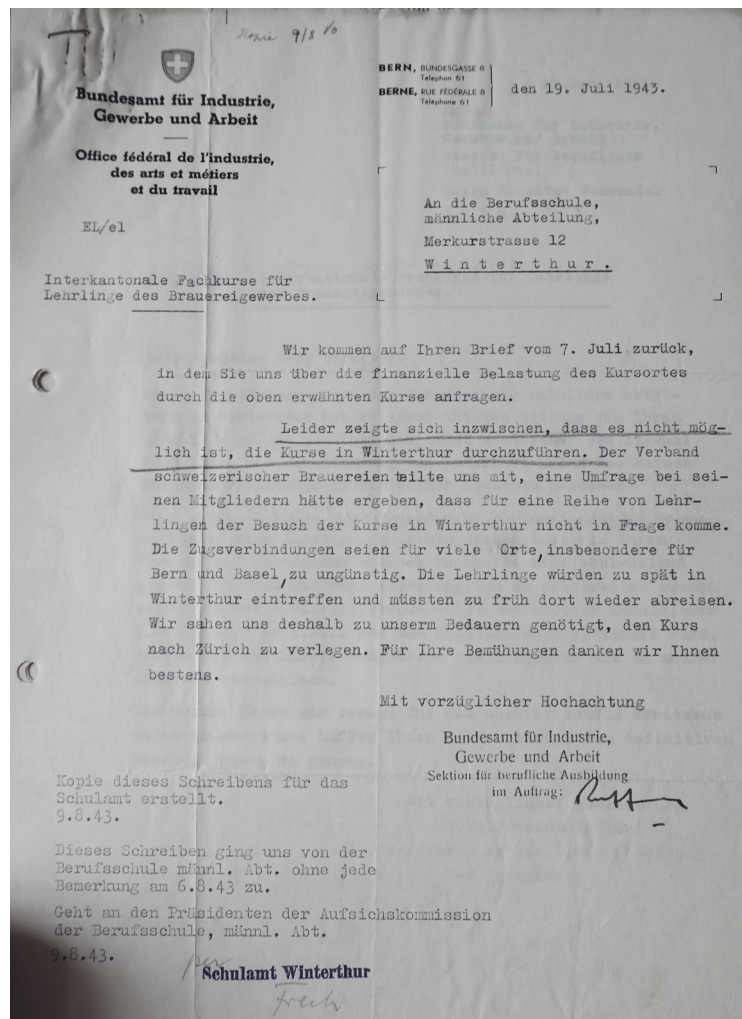 Kopie 9/8
Bundesamt für Industrie,
Gewerbe und Arbeit
Office fédéral de l'industrie,
des arts et métiers
et du travail
EL/el
BERN, BUNDESGASSE 8
Telephon 61
BERNE, RUE FÉDÉRALE 8
Téléphone 61
den 19. Juli 1943.
An die Berufsschule,
männliche Abteilung,
Merkurstrasse 12
Winterthur.
Interkantonale Fachkurse für
Lehrlinge des Brauereigewerbes.
Wir kommen auf Ihren Brief vom 7. Juli zurück,
in dem Sie uns über die finanzielle Belastung des Kursortes
durch die oben erwähnten Kurse anfragen.
Leider zeigte sich inzwischen, dass es nicht mög-
lich ist, die Kurse in Winterthur durchzuführen. Der Verband
schweizerischer Brauereien teilte uns mit, eine Umfrage bei sei-
nen Mitgliedern hätte ergeben, dass für eine Reihe von Lehr-
lingen der Besuch der Kurse in Winterthur nicht in Frage komme.
Die Zugsverbindungen seien für viele Orte, insbesondere für
Bern und Basel, zu ungünstig. Die Lehrlinge würden zu spät in
Winterthur eintreffen und müssten zu früh dort wieder abreisen.
Wir sahen uns deshalb zu unserm Bedauern genötigt, den Kurs
nach Zürich zu verlegen. Für Ihre Bemühungen danken wir Ihnen
bestens.
Mit vorzüglicher Hochachtung
Bundesamt für Industrie,
Gewerbe und Arbeit
Sektion für berufliche Ausbildung
im Auftrag:
Kopie dieses Schreibens für das
Schulamt erstellt.
9.8.43.
Dieses Schreiben ging uns von der
Berufsschule männl. Abt. ohne jede
Bemerkung am 6.8.43 zu.
Geht an den Präsidenten der Aufsichskommission
der Berufsschule, männl. Abt.
9.8.43.
per
Schulamt Winterthur